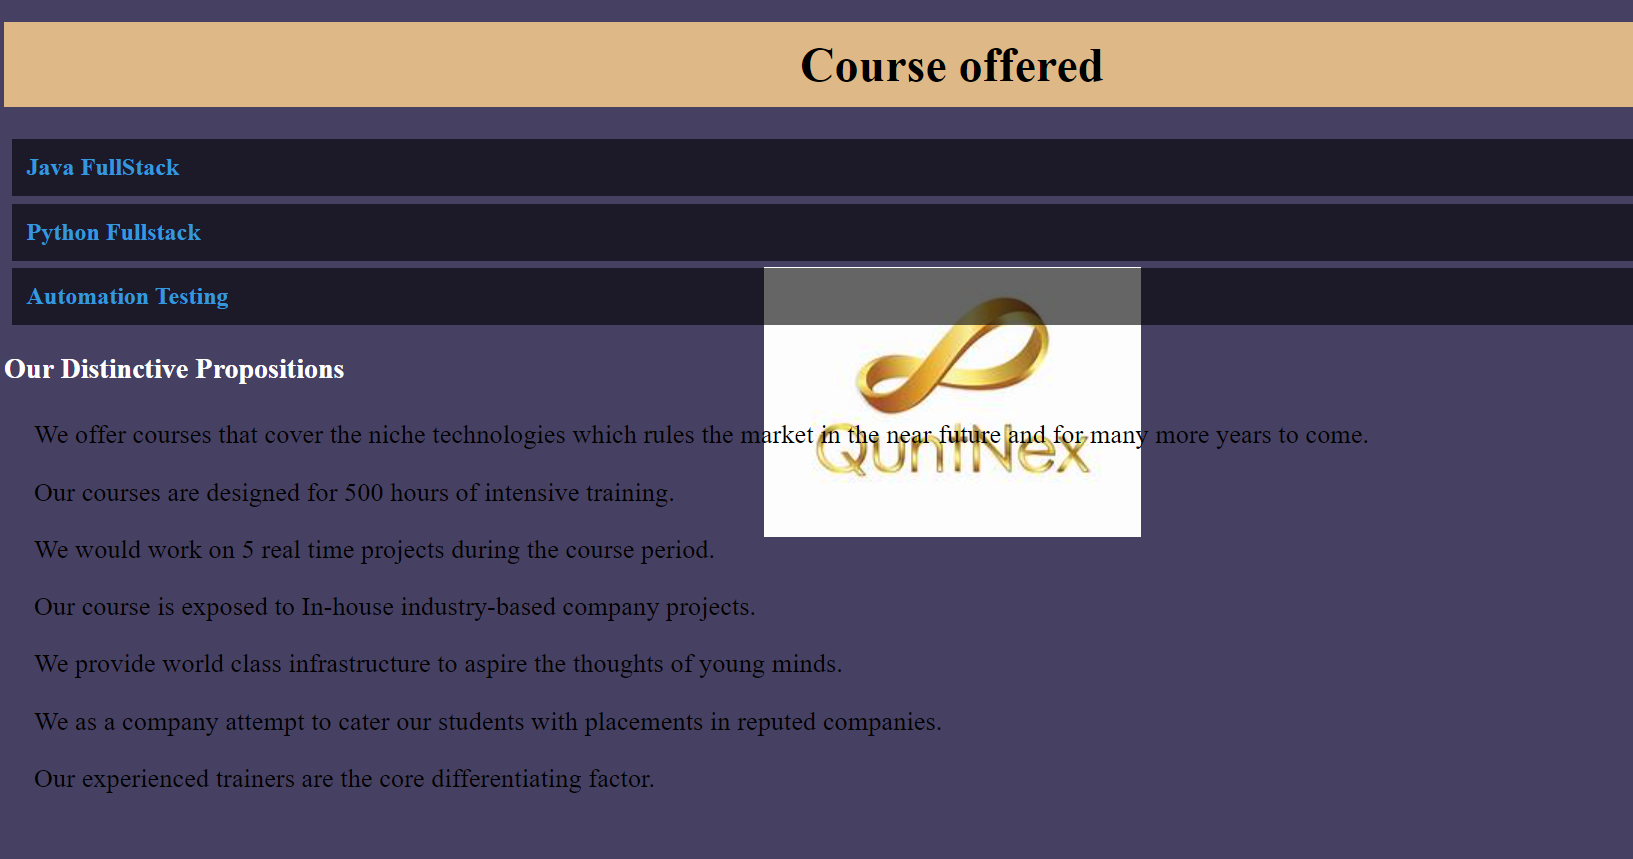 Course offered
Java FullStack
Python Fullstack
Automation Testing
Our Distinctive Propositions
We offer courses that cover the niche technologies which rules the market in the near future and for many more years to come.
QuntNex
Our courses are designed for 500 hours of intensive training.
We would work on 5 real time projects during the course period.
Our course is exposed to In-house industry-based company projects.
We provide world class infrastructure to aspire the thoughts of young minds.
We as a company attempt to cater our students with placements in reputed companies.
Our experienced trainers are the core differentiating factor.